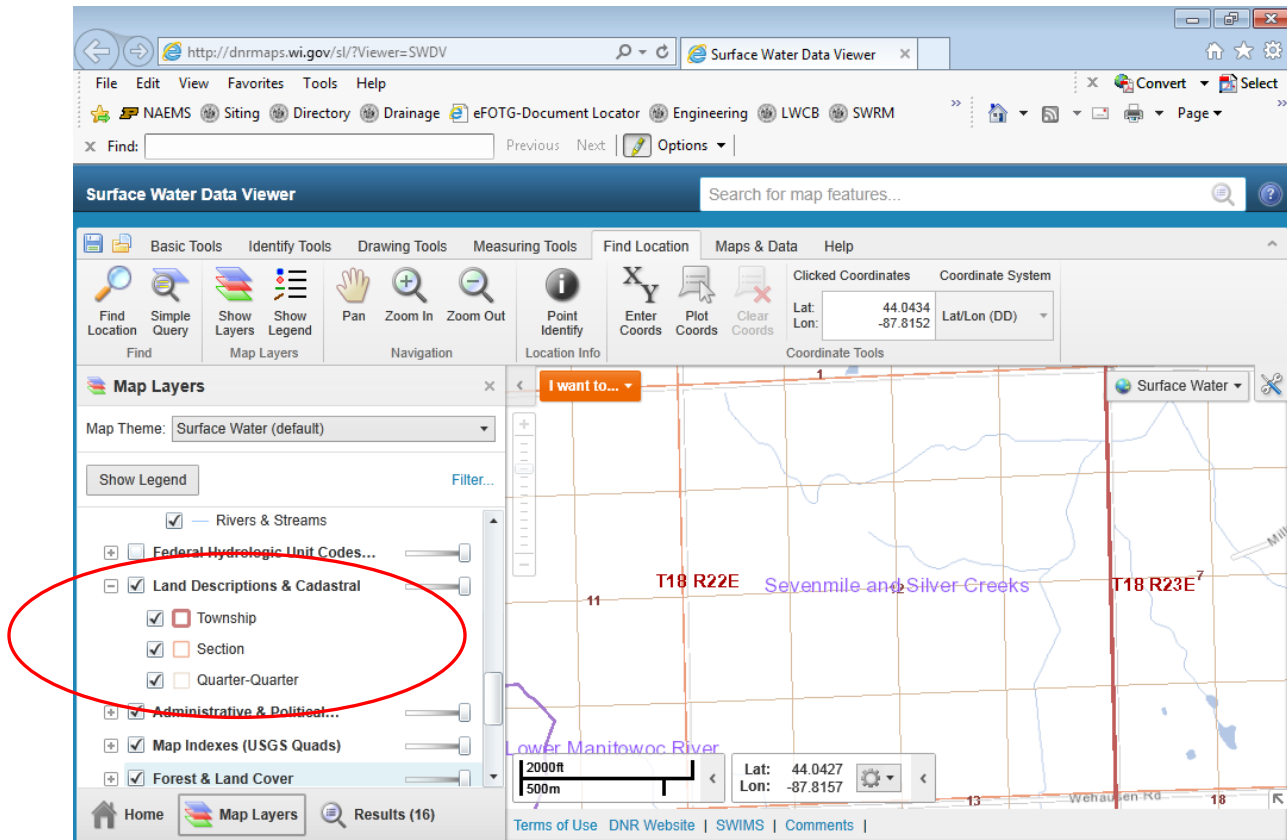 http://dnrmaps.wi.gov/sl/?Viewer=SWDV
Surface Water Data Viewer
File Edit View Favorites Tools Help
Convert Select
NAEMS Siting Directory Drainage eFOTG-Document Locator Engineering LWCB SWRM
Page
Find:
Previous Next Options
Surface Water Data Viewer
Search for map features...
Basic Tools Identify Tools Drawing Tools Measuring Tools Find Location Maps & Data Help
Find Location
Simple Query
Show Layers
Show Legend
Pan
Zoom In
Zoom Out
Point Identify
Enter Coords
Plot Coords
Clear Coords
Clicked Coordinates Coordinate System
Lat: 44.0434
Lon: -87.8152
Lat/Lon (DD)
Find
Map Layers
Navigation
Location Info
Coordinate Tools
Map Layers
Map Theme: Surface Water (default)
Show Legend
Filter...
Rivers & Streams
Federal Hydrologic Unit Codes...
Land Descriptions & Cadastral
Township
Section
Quarter-Quarter
Administrative & Political...
Map Indexes (USGS Quads)
Forest & Land Cover
Home Map Layers Results (16)
I want to...
1
Surface Water
Mill
T18 R22E
Sevenmile and Silver Creeks
T18 R23E
7
11
12
Lower Manitowoc River
2000ft
500m
Lat: 44.0427
Lon: -87.8157
13
Wehausen Rd
18
Terms of Use DNR Website | SWIMS | Comments |